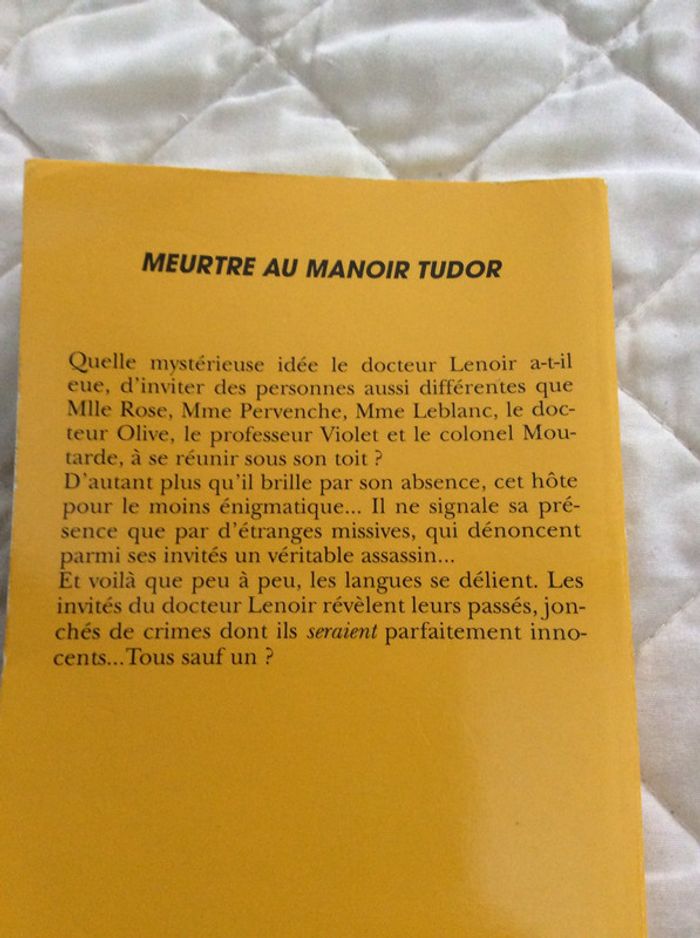 MEURTRE AU MANOIR TUDOR
Quelle mystérieuse idée le docteur Lenoir a-t-il
eue, d'inviter des personnes aussi différentes que
Mlle Rose, Mme Pervenche, Mme Leblanc, le doc-
teur Olive, le professeur Violet et le colonel Mou-
tarde, à se réunir sous son toit ?
D'autant plus qu'il brille par son absence, cet hôte
pour le moins énigmatique... Il ne signale sa pré-
sence que par d'étranges missives, qui dénoncent
parmi ses invités un véritable assassin...
Et voilà que peu à peu, les langues se délient. Les
invités du docteur Lenoir révèlent leurs passés, jon-
chés de crimes dont ils seraient parfaitement inno-
cents...Tous sauf un ?